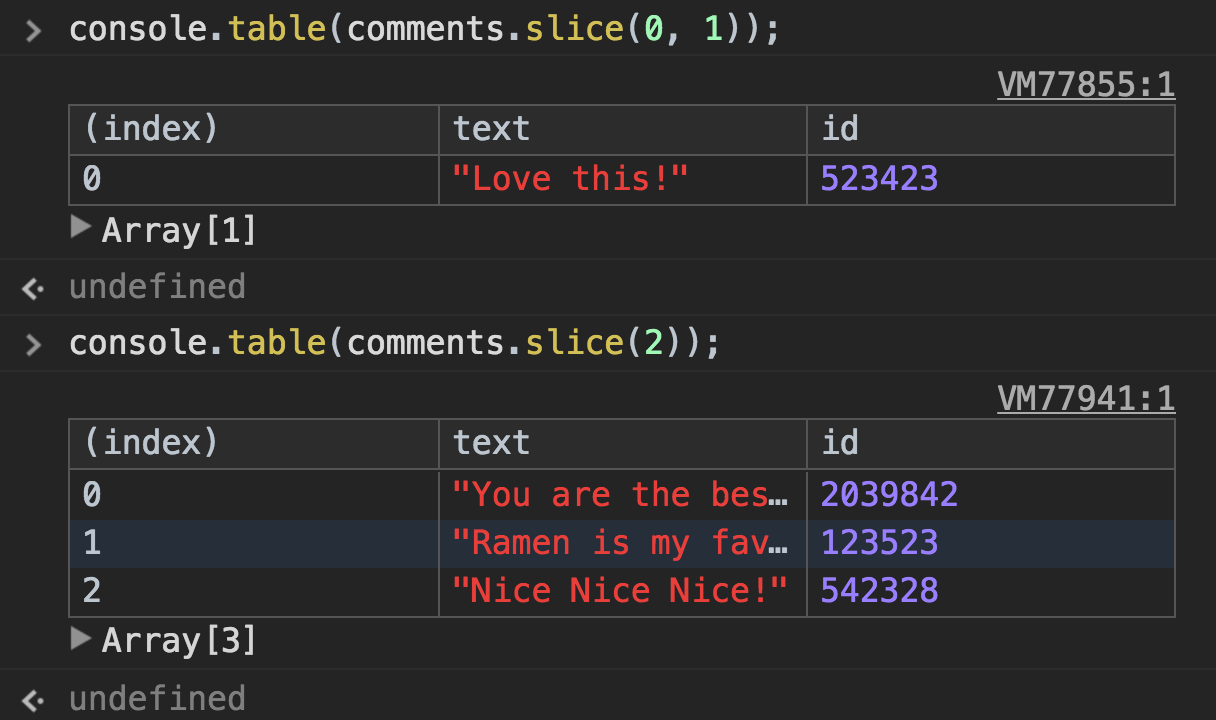 console.table(comments.slice(0, 1));
VM77855:1
(index) text id
0 "Love this!" 523423
Array[1]
undefined
console.table(comments.slice(2));
VM77941:1
(index) text id
0 "You are the bes… 2039842
1 "Ramen is my fav… 123523
2 "Nice Nice Nice!" 542328
Array[3]
undefined